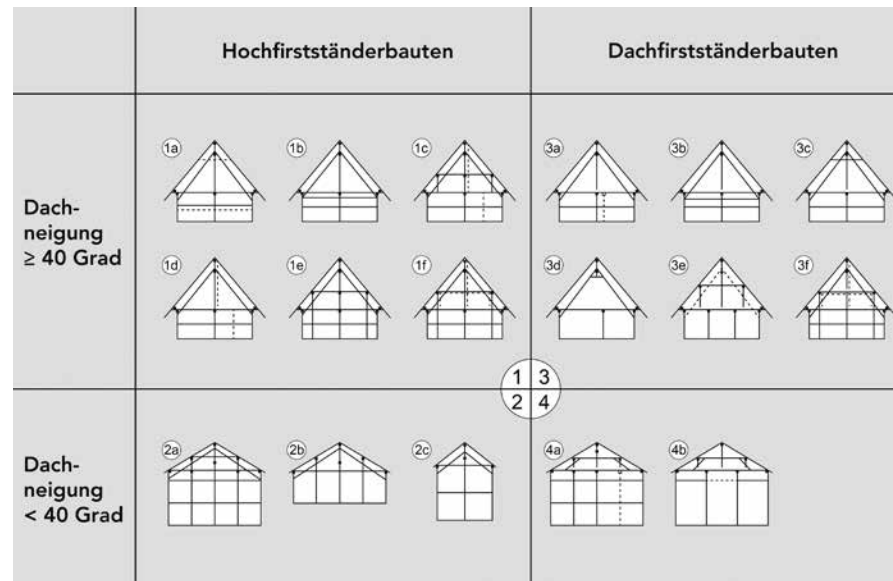 Hochfirstständerbauten
Dachfirstständerbauten
Dach-
neigung
≥ 40 Grad
1a
1b
1c
3a
3b
3c
1d
1e
1f
3d
3e
3f
1 3
2 4
Dach-
neigung
< 40 Grad
2a
2b
2c
4a
4b